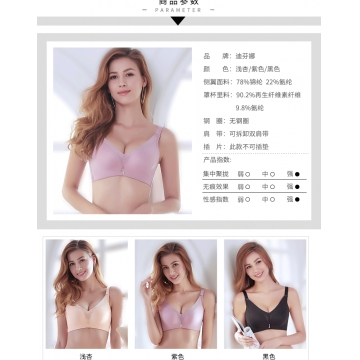 商品参数
PARAMETER
品 牌：迪芬娜
颜 色：浅杏/紫色/黑色
侧翼面料：78%锦纶 22%氨纶
罩杯里料：90.2%再生纤维素纤维
9.8%氨纶
钢 圈：无钢圈
肩 带：可拆卸双肩带
插 片：此款不可插垫
产品指数：
集中聚拢 弱 中 强
无痕效果 弱 中 强
性感指数 弱 中 强
浅杏 紫色 黑色